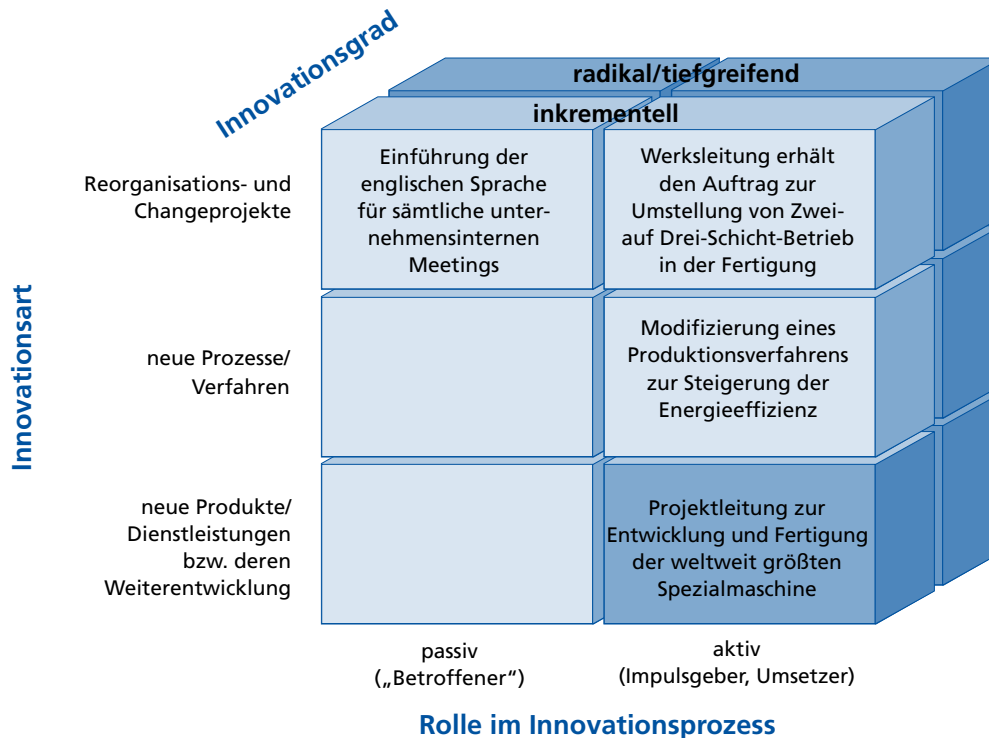 Innovationsgrad
radikal/tiefgreifend
inkrementell
Innovationsart
Reorganisations- und
Changeprojekte
Einführung der
englischen Sprache
für sämtliche unter-
nehmensinternen
Meetings
Werksleitung erhält
den Auftrag zur
Umstellung von Zwei-
auf Drei-Schicht-Betrieb
in der Fertigung
neue Prozesse/
Verfahren
Modifizierung eines
Produktionsverfahrens
zur Steigerung der
Energieeffizienz
neue Produkte/
Dienstleistungen
bzw. deren
Weiterentwicklung
Projektleitung zur
Entwicklung und Fertigung
der weltweit größten
Spezialmaschine
passiv
(„Betroffener“)
aktiv
(Impulsgeber, Umsetzer)
Rolle im Innovationsprozess